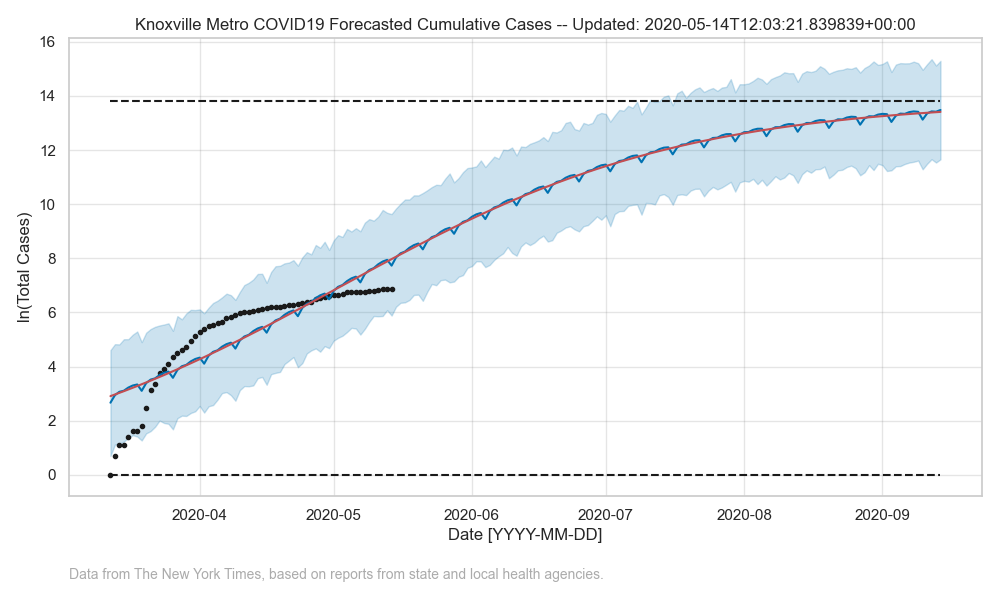 Knoxville Metro COVID19 Forecasted Cumulative Cases -- Updated: 2020-05-14T12:03:21.839839+00:00
16
14
12
10
8
6
4
2
0
ln(Total Cases)
2020-04 2020-05 2020-06 2020-07 2020-08 2020-09
Date [YYYY-MM-DD]
Data from The New York Times, based on reports from state and local health agencies.